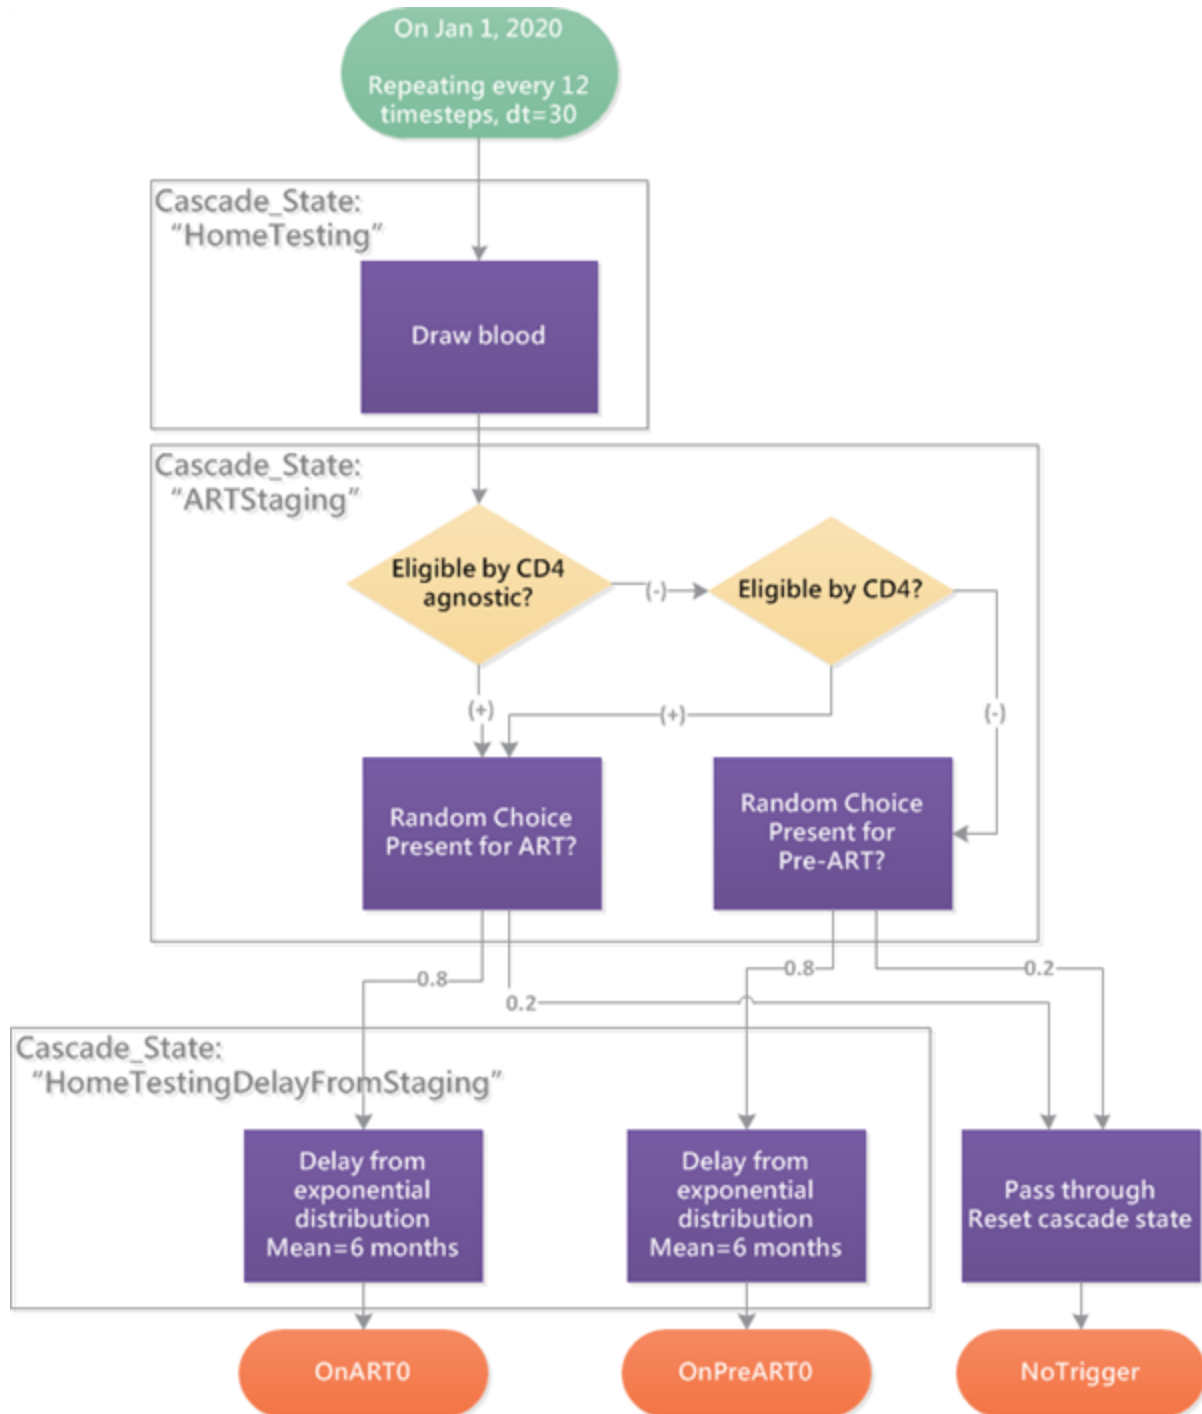 On Jan 1, 2020
Repeating every 12
timesteps, dt=30
Cascade_State:
“HomeTesting”
Draw blood
Cascade_State:
“ARTStaging”
Eligible by CD4
agnostic?
(-)
Eligible by CD4?
(+)
(+)
(-)
Random Choice
Present for ART?
Random Choice
Present for
Pre-ART?
0.8
0.2
0.8
0.2
Cascade_State:
“HomeTestingDelayFromStaging”
Delay from
exponential
distribution
Mean=6 months
Delay from
exponential
distribution
Mean=6 months
Pass through
Reset cascade state
OnART0
OnPreART0
NoTrigger